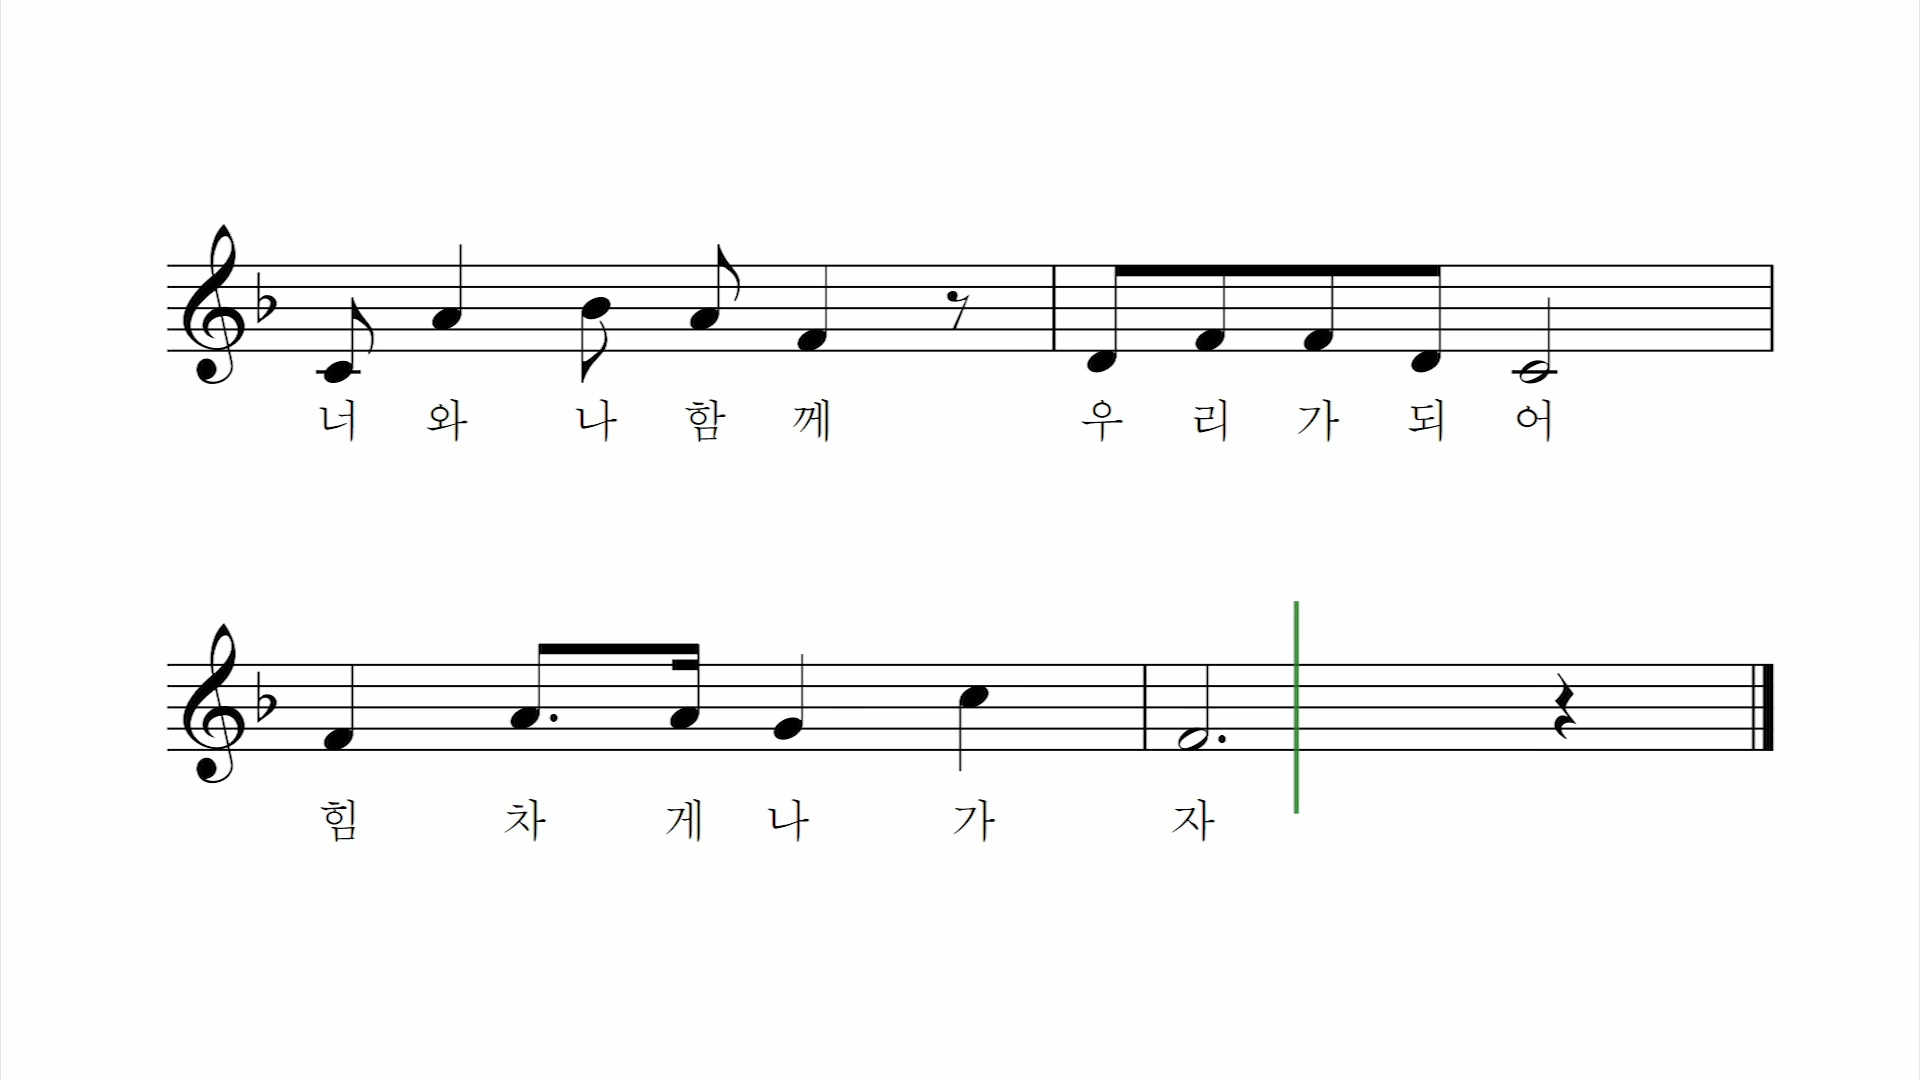 너 와 나 함 께 우 리 가 되 어
힘 차 게 나 가 자